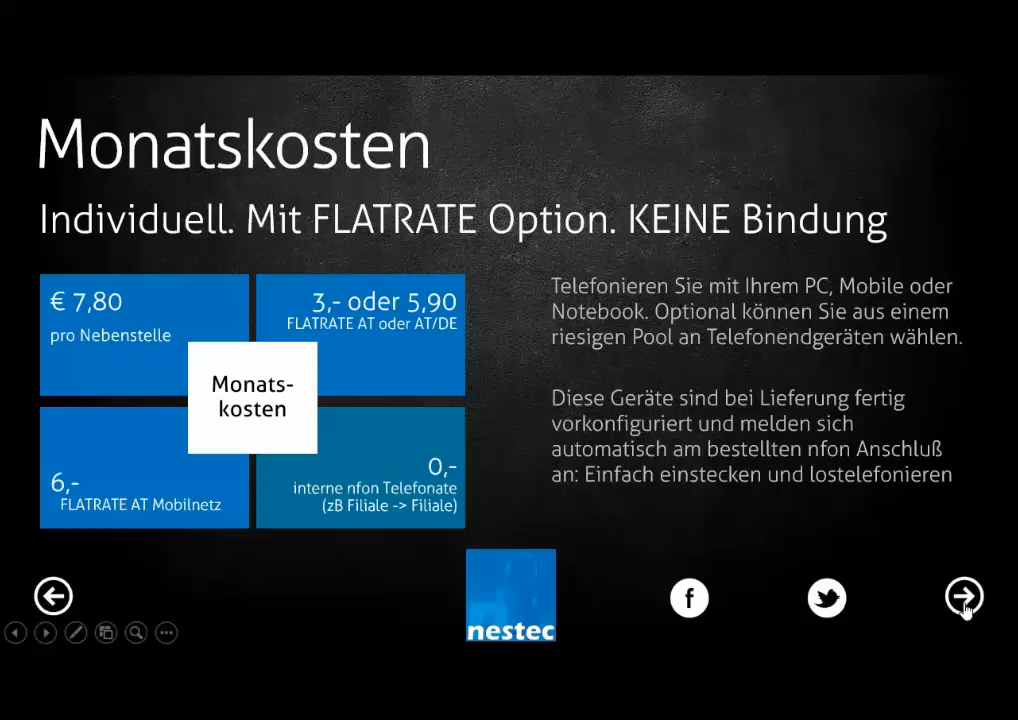 Monatskosten
Individuell. Mit FLATRATE Option. KEINE Bindung
€ 7,80
pro Nebenstelle
3,- oder 5,90
FLATRATE AT oder AT/DE
Monats-
kosten
6,-
FLATRATE AT Mobilnetz
0,-
interne nfon Telefonate
(zB Filiale -> Filiale)
Telefonieren Sie mit Ihrem PC, Mobile oder
Notebook. Optional können Sie aus einem
riesigen Pool an Telefonendgeräten wählen.
Diese Geräte sind bei Lieferung fertig
vorkonfiguriert und melden sich
automatisch am bestellten nfon Anschluß
an: Einfach einstecken und lostelefonieren
nestec
f